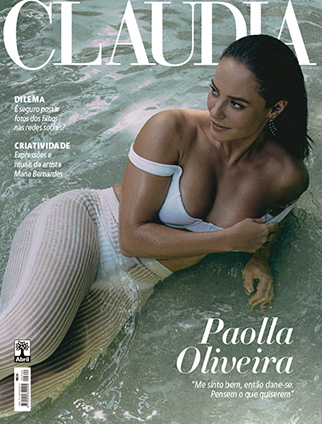 CLAUDIA
DILEMA
É seguro postar
fotos dos filhos
nas redes sociais?
CRIATIVIDADE
Expressões e
rituais da artista
Maria Bernardes
Paolla
Oliveira
"Me sinto bem, então dane-se.
Pensem o que quiserem"
Abril